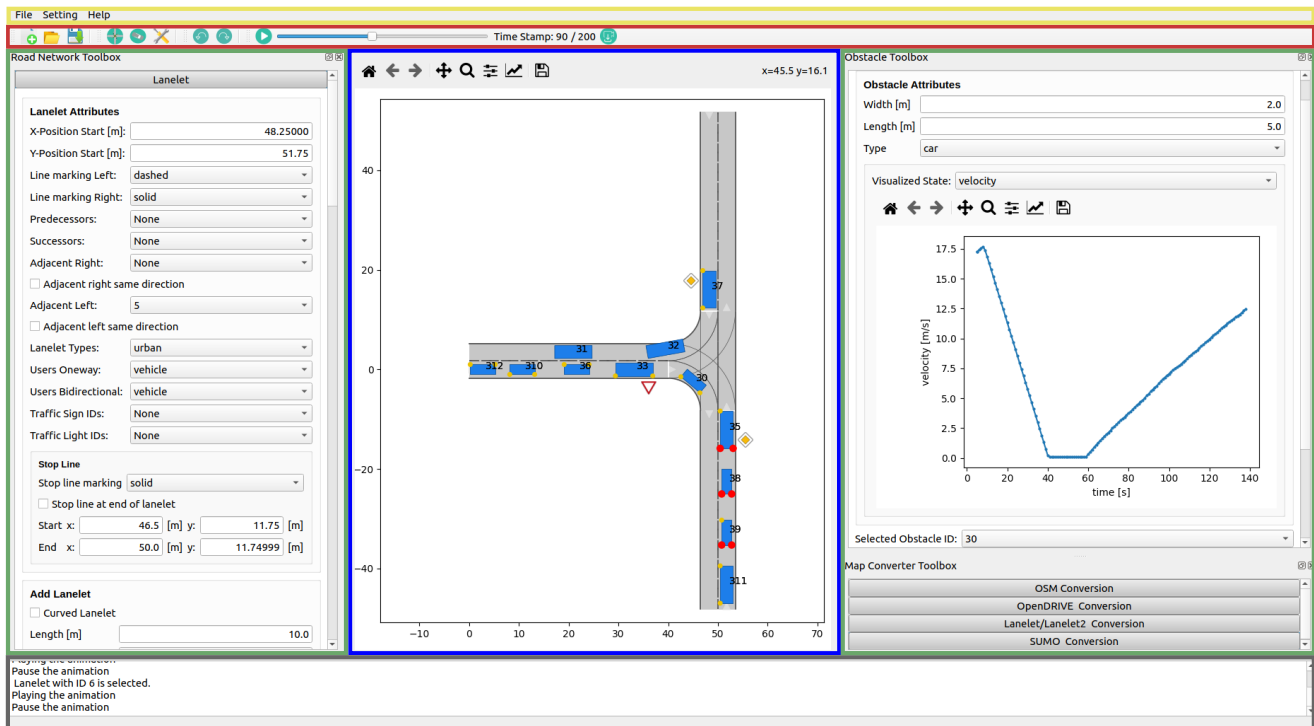 File Setting Help
Time Stamp: 90 / 200
Road Network Toolbox
Lanelet
Lanelet Attributes
X-Position Start [m]: 48.25000
Y-Position Start [m]: 51.75
Line marking Left: dashed
Line marking Right: solid
Predecessors: None
Successors: None
Adjacent Right: None
Adjacent right same direction
Adjacent Left: 5
Adjacent left same direction
Lanelet Types: urban
Users Oneway: vehicle
Users Bidirectional: vehicle
Traffic Sign IDs: None
Traffic Light IDs: None
Stop Line
Stop line marking solid
Stop line at end of lanelet
Start x: 46.5 [m] y: 11.75 [m]
End x: 50.0 [m] y: 11.74999 [m]
Add Lanelet
Curved Lanelet
Length [m] 10.0
x=45.5 y=16.1
40
20
0
−20
−40
−10 0 10 20 30 40 50 60 70
37
31 32
312 310 36 33 30
35
38
39
311
Obstacle Toolbox
Obstacle Attributes
Width [m] 2.0
Length [m] 5.0
Type car
Visualized State: velocity
velocity [m/s]
17.5
15.0
12.5
10.0
7.5
5.0
2.5
0.0
0 20 40 60 80 100 120 140
time [s]
Selected Obstacle ID: 30
Map Converter Toolbox
OSM Conversion
OpenDRIVE Conversion
Lanelet/Lanelet2 Conversion
SUMO Conversion
Playing the animation
Pause the animation
Lanelet with ID 6 is selected.
Playing the animation
Pause the animation